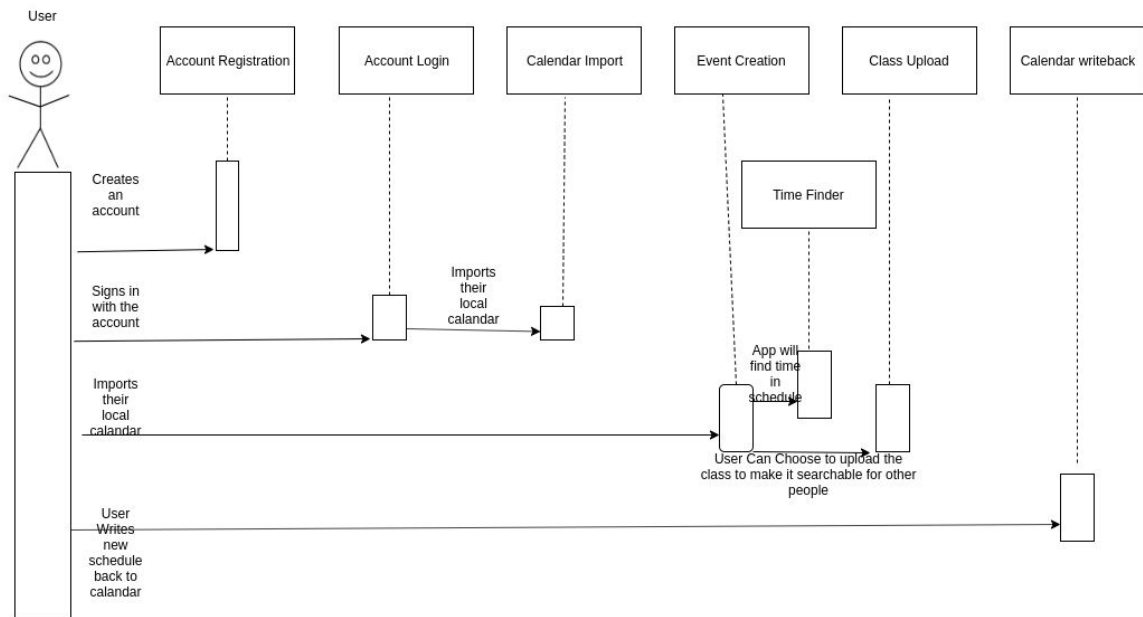 User
Account Registration
Account Login
Calendar Import
Event Creation
Class Upload
Calendar writeback
Time Finder
Creates
an
account
Signs in
with the
account
Imports
their
local
calandar
App will
find time
in
schedule
Imports
their
local
calandar
User Can Choose to upload the
class to make it searchable for other
people
User
Writes
new
schedule
back to
calandar